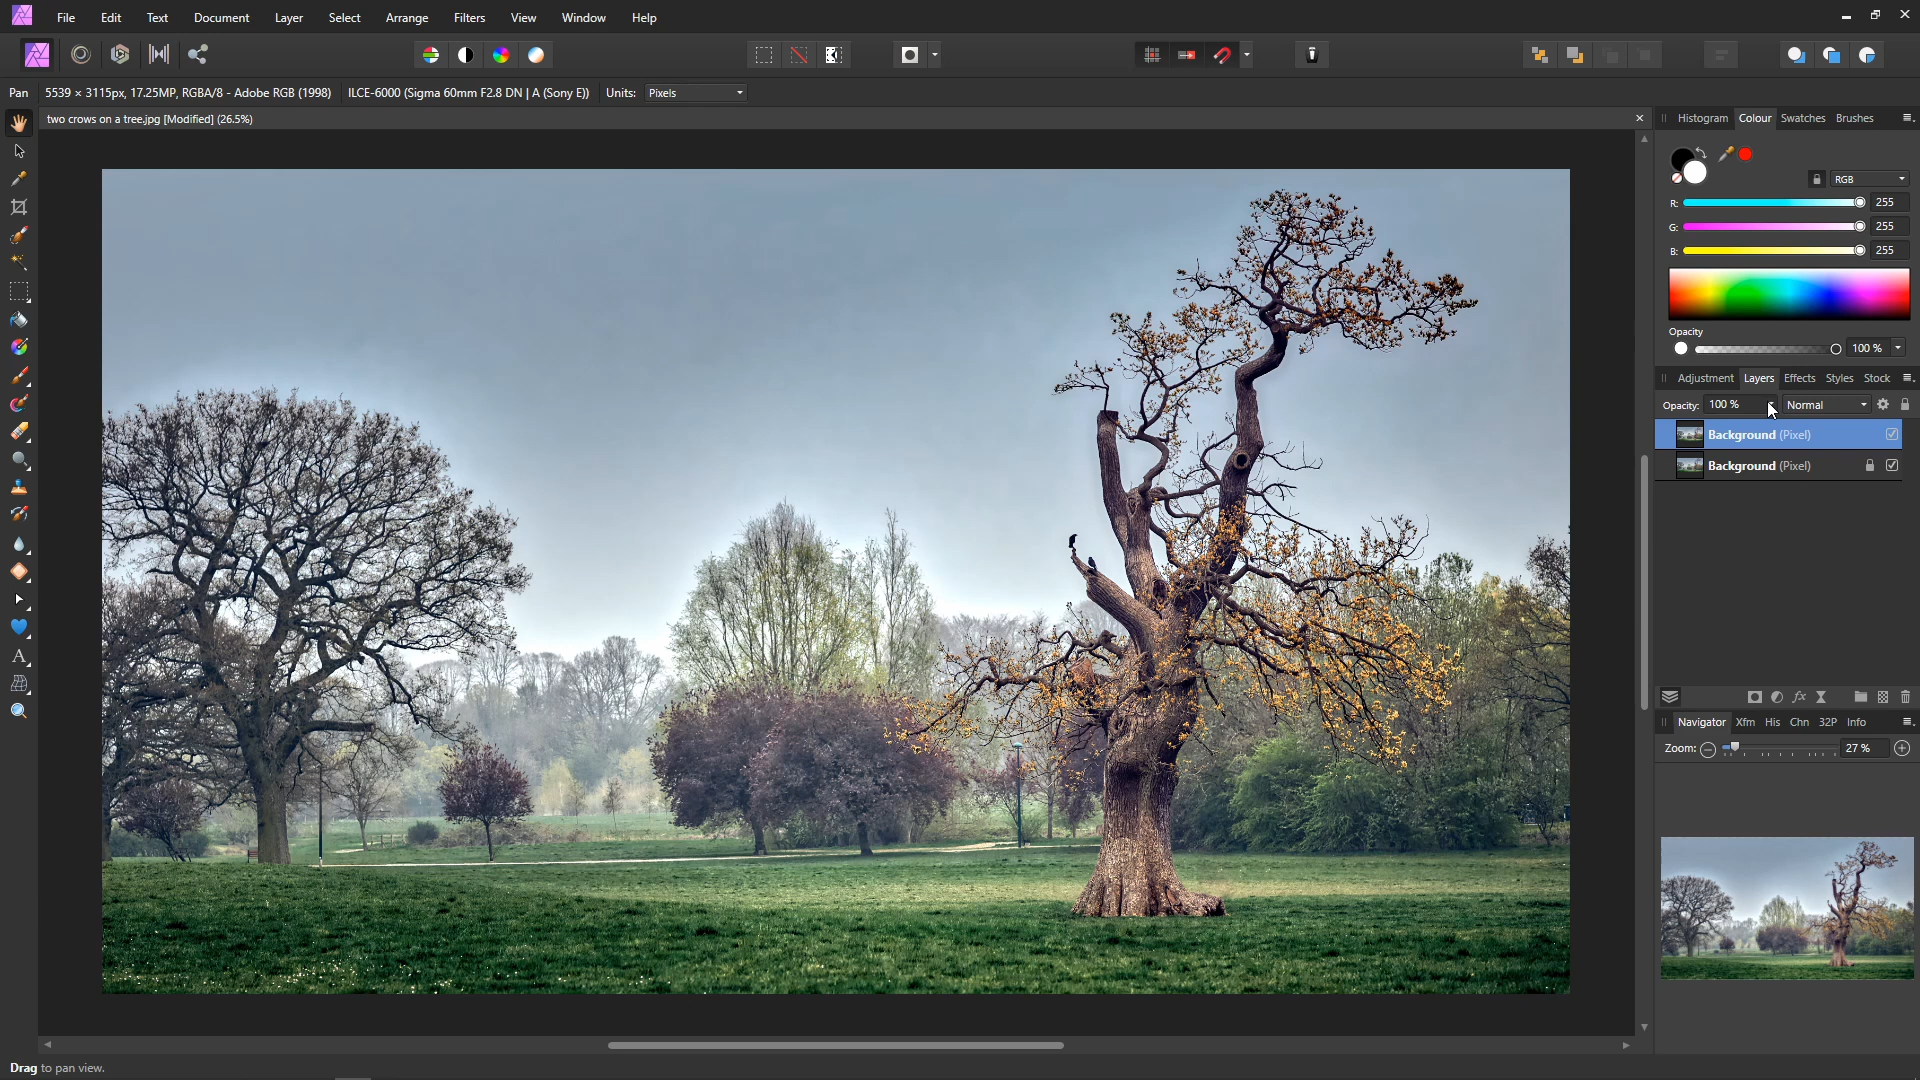 File Edit Text Document Layer Select Arrange Filters View Window Help
Pan 5539 × 3115px, 17.25MP, RGBA/8 - Adobe RGB (1998) ILCE-6000 (Sigma 60mm F2.8 DN | A (Sony E)) Units: Pixels
two crows on a tree.jpg [Modified] (26.5%)
Histogram Colour Swatches Brushes
RGB
R: 255
G: 255
B: 255
Opacity
100 %
Adjustment Layers Effects Styles Stock
Opacity: 100 % Normal
Background (Pixel)
Background (Pixel)
fx
Navigator Xfm His Chn 32P Info
Zoom: 27 %
Drag to pan view.